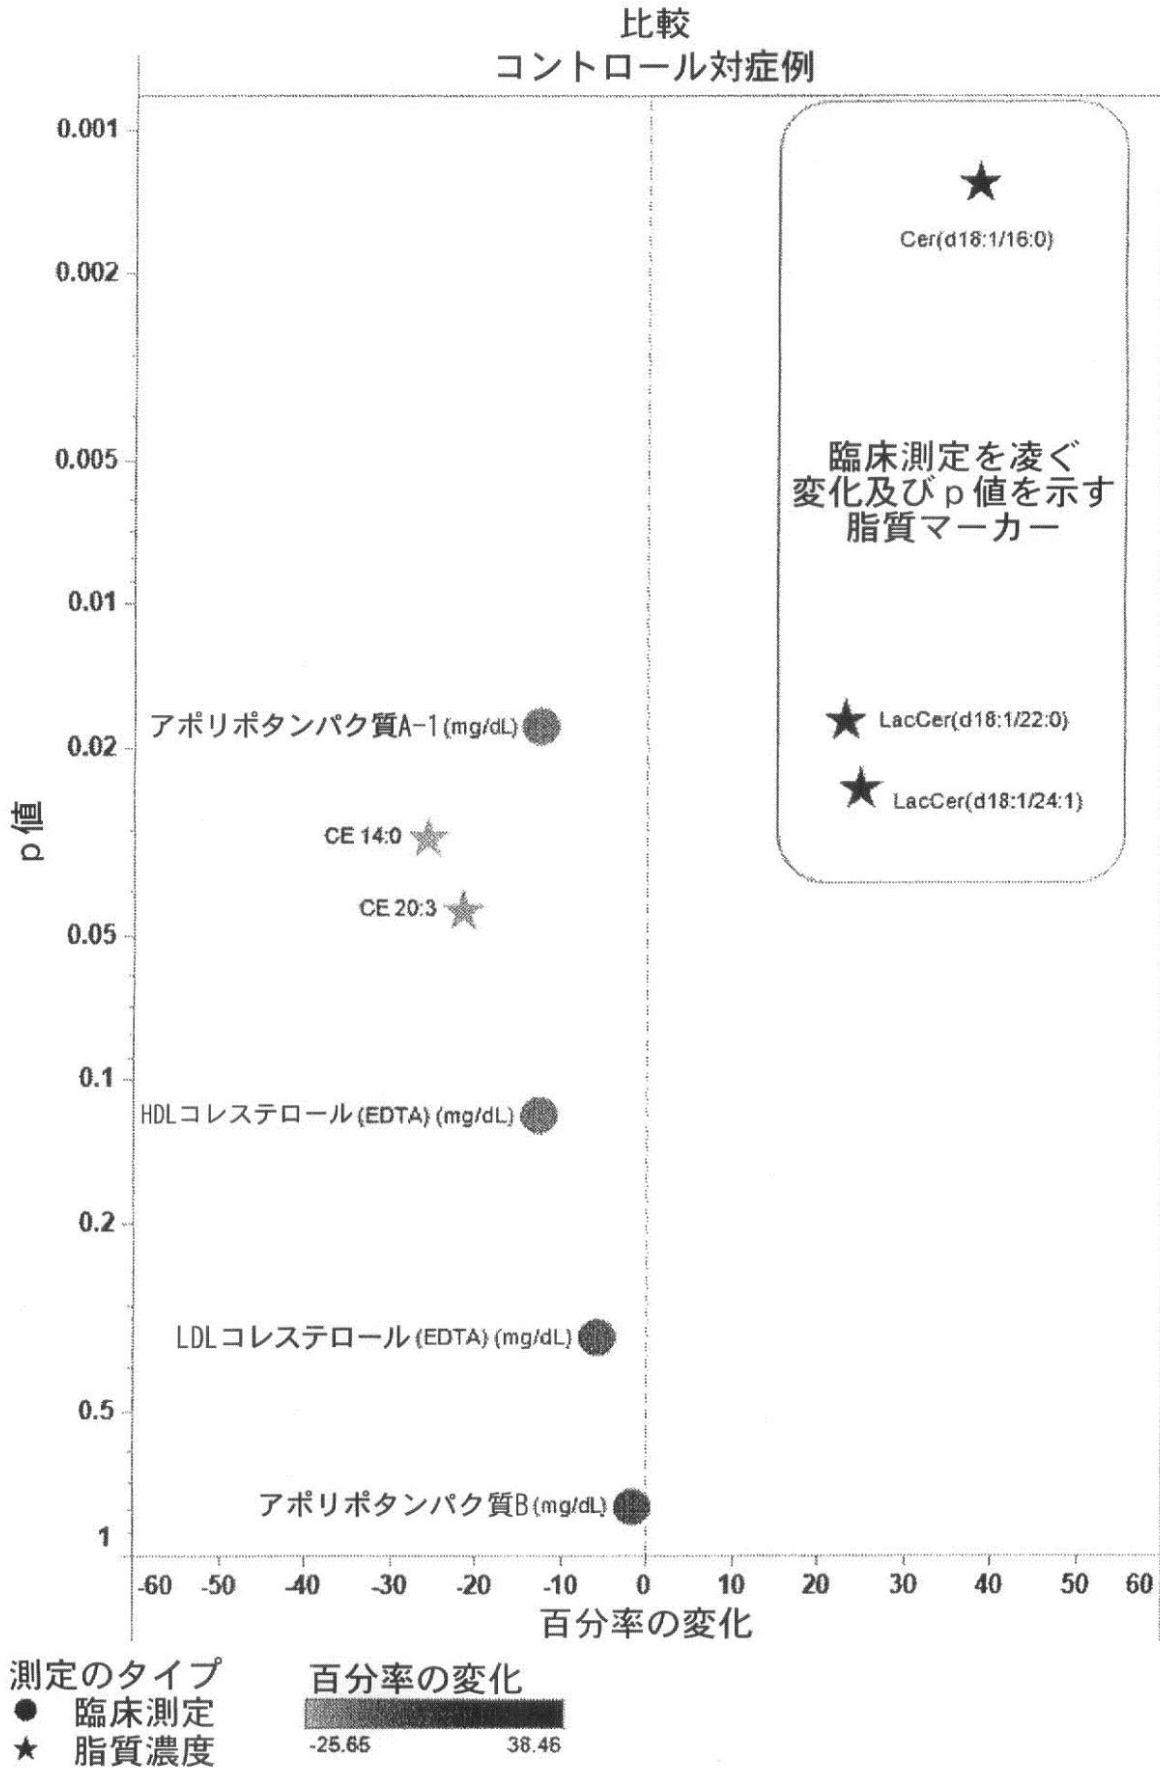 比較
コントロール対症例
0.001
Cer(d18:1/16:0)
0.002
0.005
臨床測定を凌ぐ
変化及びp値を示す
脂質マーカー
0.01
アポリポタンパク質A-1(mg/dL)
LacCer(d18:1/22:0)
0.02
LacCer(d18:1/24:1)
p値
CE 14:0
CE 20:3
0.05
0.1
HDLコレステロール(EDTA)(mg/dL)
0.2
LDLコレステロール(EDTA)(mg/dL)
0.5
アポリポタンパク質B(mg/dL)
1
-60 -50 -40 -30 -20 -10 0 10 20 30 40 50 60
百分率の変化
測定のタイプ
臨床測定
脂質濃度
百分率の変化
-25.65 38.46